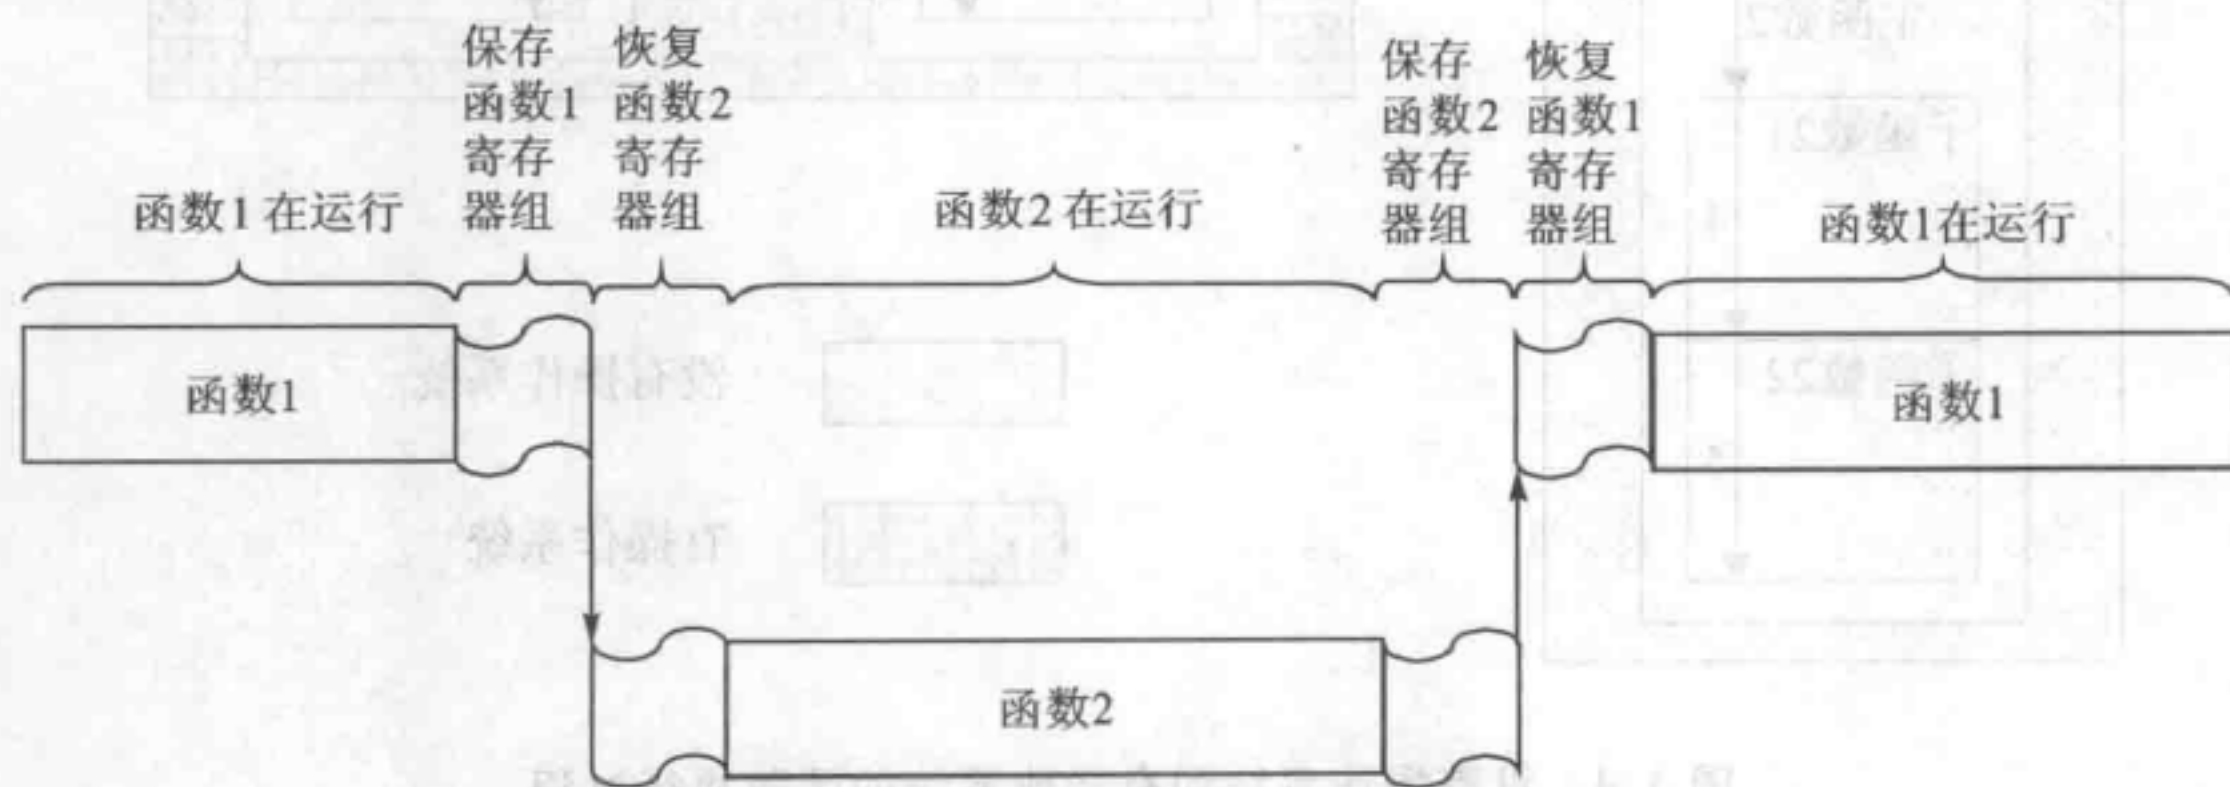 保存
函数1
寄存
器组
恢复
函数2
寄存
器组
保存
函数2
寄存
器组
恢复
函数1
寄存
器组
函数1在运行
函数2在运行
函数1在运行
函数1
函数1
函数2